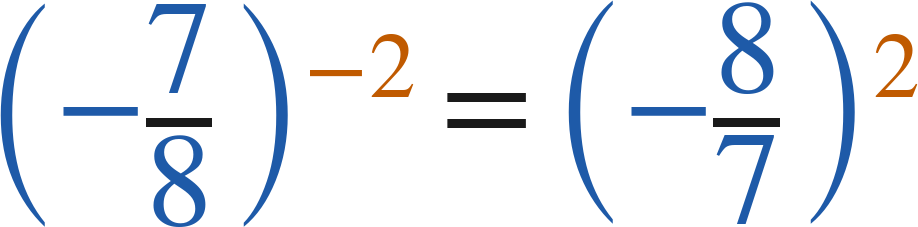 (−7/8)⁻² = (−8/7)²